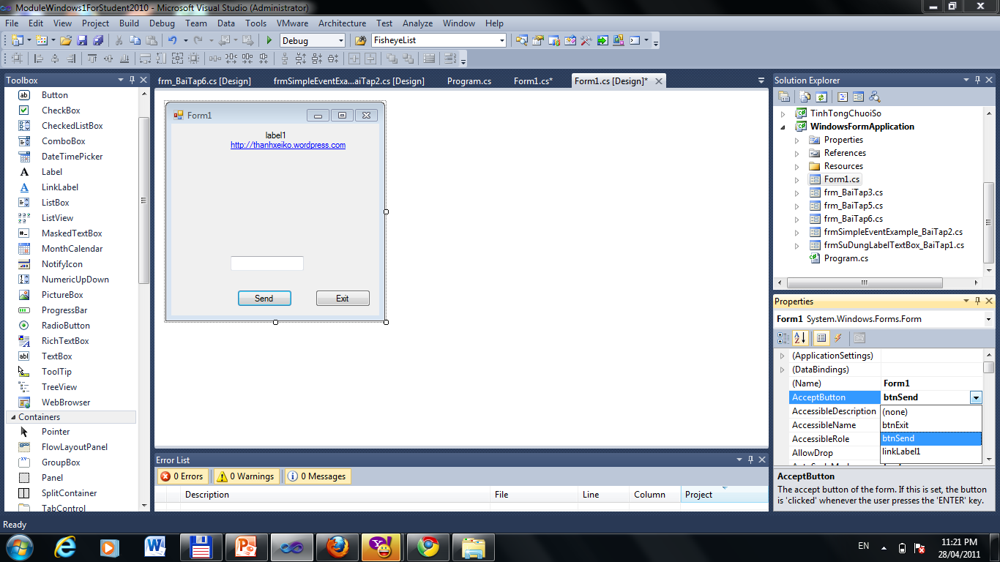 ModuleWindows1ForStudent2010 - Microsoft Visual Studio (Administrator)
File Edit View Project Build Debug Team Data Tools VMware Architecture Test Analyze Window Help
Debug FisheyeList
Toolbox
Button
CheckBox
CheckedListBox
ComboBox
DateTimePicker
Label
LinkLabel
ListBox
ListView
MaskedTextBox
MonthCalendar
NotifyIcon
NumericUpDown
PictureBox
ProgressBar
RadioButton
RichTextBox
TextBox
ToolTip
TreeView
WebBrowser
Containers
Pointer
FlowLayoutPanel
GroupBox
Panel
SplitContainer
TabControl
frm_BaiTap6.cs [Design] frmSimpleEventExa...aiTap2.cs [Design] Program.cs Form1.cs* Form1.cs [Design]*
Form1
label1
http://thanhxeiko.wordpress.com
Send Exit
Error List
0 Errors 0 Warnings 0 Messages
Description File Line Column Project
Solution Explorer
TinhTongChuoiSo
WindowsFormApplication
Properties
References
Resources
Form1.cs
frm_BaiTap3.cs
frm_BaiTap5.cs
frm_BaiTap6.cs
frmSimpleEventExample_BaiTap2.cs
frmSuDungLabelTextBox_BaiTap1.cs
Program.cs
Properties
Form1 System.Windows.Forms.Form
(ApplicationSettings)
(DataBindings)
(Name) Form1
AcceptButton btnSend
AccessibleDescription (none)
AccessibleName btnExit
AccessibleRole btnSend
AllowDrop linkLabel1
AcceptButton
The accept button of the form. If this is set, the button
is 'clicked' whenever the user presses the 'ENTER' key.
Ready
EN 11:21 PM
28/04/2011